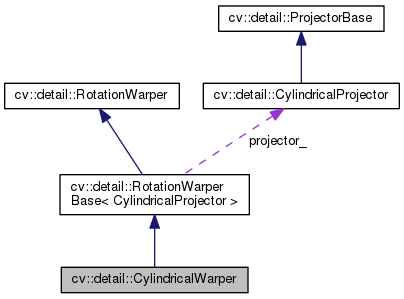 cv::detail::ProjectorBase
cv::detail::RotationWarper
cv::detail::CylindricalProjector
projector_
cv::detail::RotationWarper
Base< CylindricalProjector >
cv::detail::CylindricalWarper